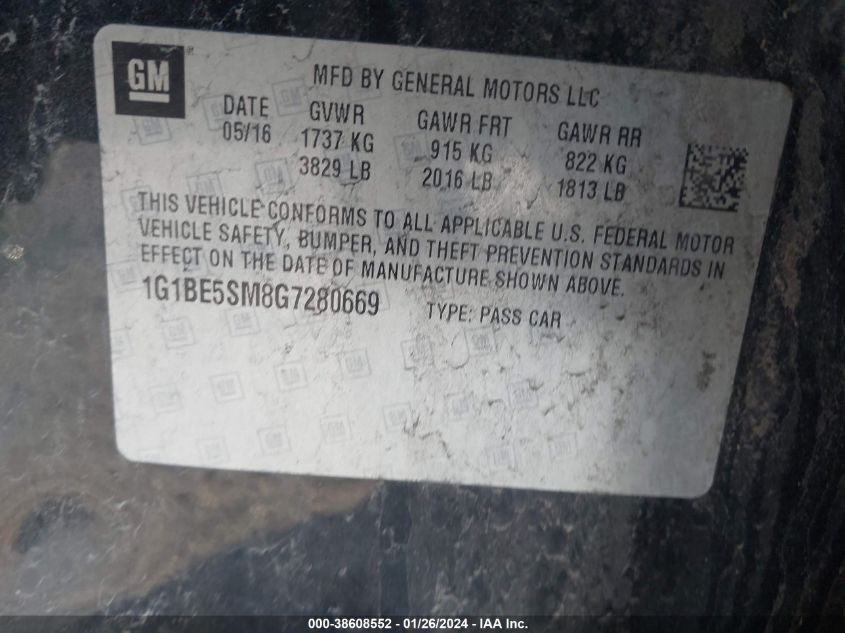 GM
MFD BY GENERAL MOTORS LLC
DATE GVWR GAWR FRT GAWR RR
05/16 1737 KG 915 KG 822 KG
3829 LB 2016 LB 1813 LB
THIS VEHICLE CONFORMS TO ALL APPLICABLE U.S. FEDERAL MOTOR
VEHICLE SAFETY, BUMPER, AND THEFT PREVENTION STANDARDS IN
EFFECT ON THE DATE OF MANUFACTURE SHOWN ABOVE.
1G1BE5SM8G7280669 TYPE: PASS CAR
000-38608552 - 01/26/2024 - IAA Inc.